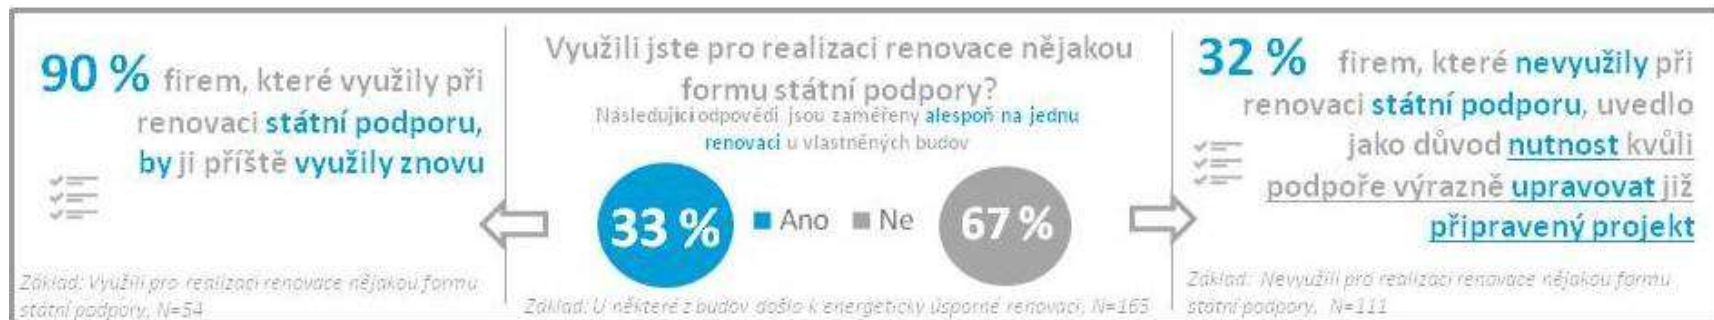 90 % firem, které využily při
renovaci státní podporu,
by ji příště využily znovu
Základ: Využili pro realizaci renovace nějakou formu
státní podpory, N=54
Využili jste pro realizaci renovace nějakou
formu státní podpory?
Následující odpovědi jsou zaměřeny alespoň na jednu
renovaci u vlastněných budov
33 % Ano Ne 67 %
Základ: U některé z budov došlo k energeticky úsporné renovaci, N=165
32 % firem, které nevyužily při
renovaci státní podporu, uvedlo
jako důvod nutnost kvůli
podpoře výrazně upravovat již
připravený projekt
Základ: Nevyužili pro realizaci renovace nějakou formu
státní podpory, N=111